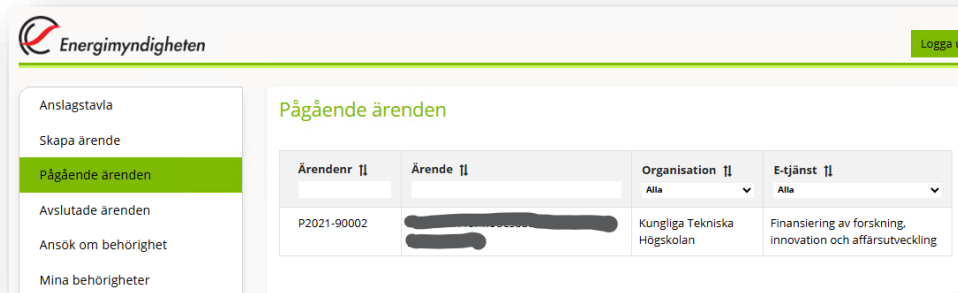 Energimyndigheten
Logga
Anslagstavla
Skapa ärende
Pågående ärenden
Avslutade ärenden
Ansök om behörighet
Mina behörigheter
Pågående ärenden
Ärendenr Ärende Organisation E-tjänst
Alla Alla
P2021-90002 Kungliga Tekniska Finansiering av forskning,
Högskolan innovation och affärsutveckling